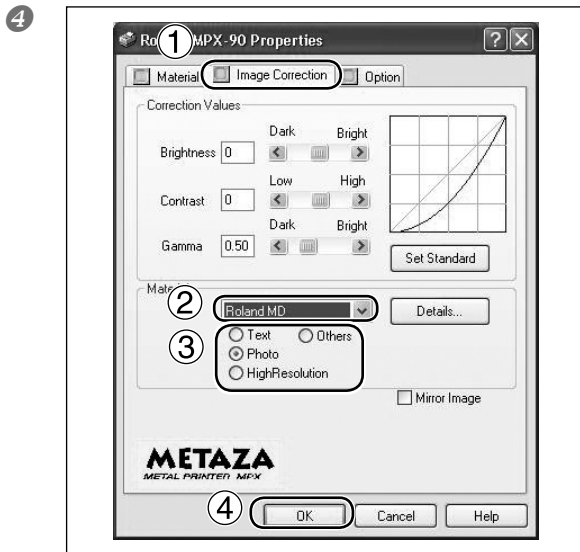 4
Ro MPX-90 Properties
1
Material Image Correction Option
Correction Values
Dark Bright
Brightness 0
Low High
Contrast 0
Dark Bright
Gamma 0.50
Set Standard
2
Roland MD Details...
3
Text Others
Photo
HighResolution
Mirror Image
METAZA
METAL PRINTER MPX
4
OK Cancel Help